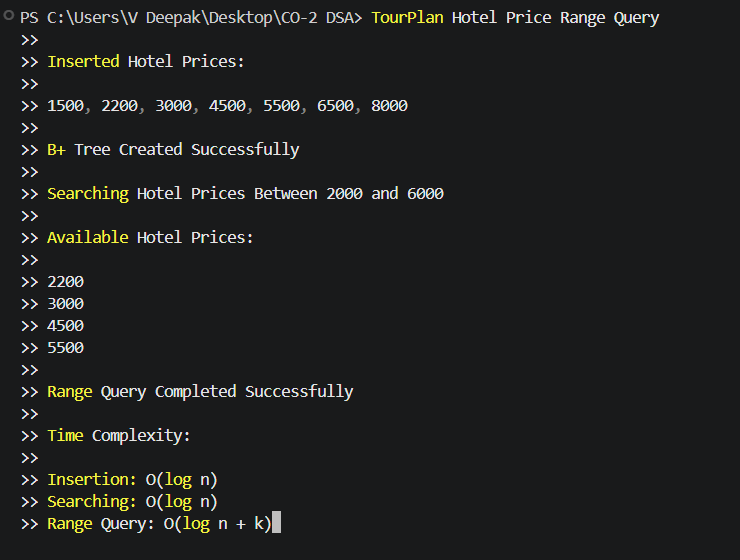 PS C:\Users\V Deepak\Desktop\CO-2 DSA> TourPlan Hotel Price Range Query
>>
>> Inserted Hotel Prices:
>>
>> 1500, 2200, 3000, 4500, 5500, 6500, 8000
>>
>> B+ Tree Created Successfully
>>
>> Searching Hotel Prices Between 2000 and 6000
>>
>> Available Hotel Prices:
>>
>> 2200
>> 3000
>> 4500
>> 5500
>>
>> Range Query Completed Successfully
>>
>> Time Complexity:
>>
>> Insertion: O(log n)
>> Searching: O(log n)
>> Range Query: O(log n + k)